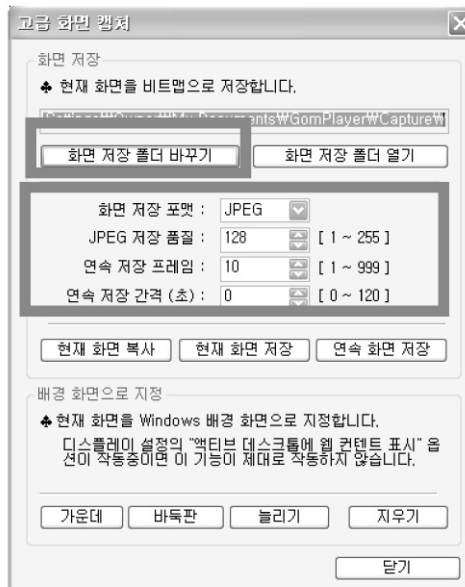 고급 화면 캡쳐
화면 저장
♣ 현재 화면을 비트맵으로 저장합니다.
Settings\Owner\My Documents\GomPlayer\Capture\
화면 저장 폴더 바꾸기 화면 저장 폴더 열기
화면 저장 포맷 : JPEG
JPEG 저장 품질 : 128 [ 1 ~ 255 ]
연속 저장 프레임 : 10 [ 1 ~ 999 ]
연속 저장 간격 (초) : 0 [ 0 ~ 120 ]
현재 화면 복사 현재 화면 저장 연속 화면 저장
배경 화면으로 지정
♣ 현재 화면을 Windows 배경 화면으로 지정합니다.
디스플레이 설정의 "액티브 데스크톱에 웹 컨텐트 표시" 옵
션이 작동중이면 이 기능이 제대로 작동하지 않습니다.
가운데 바둑판 늘리기 지우기
닫기